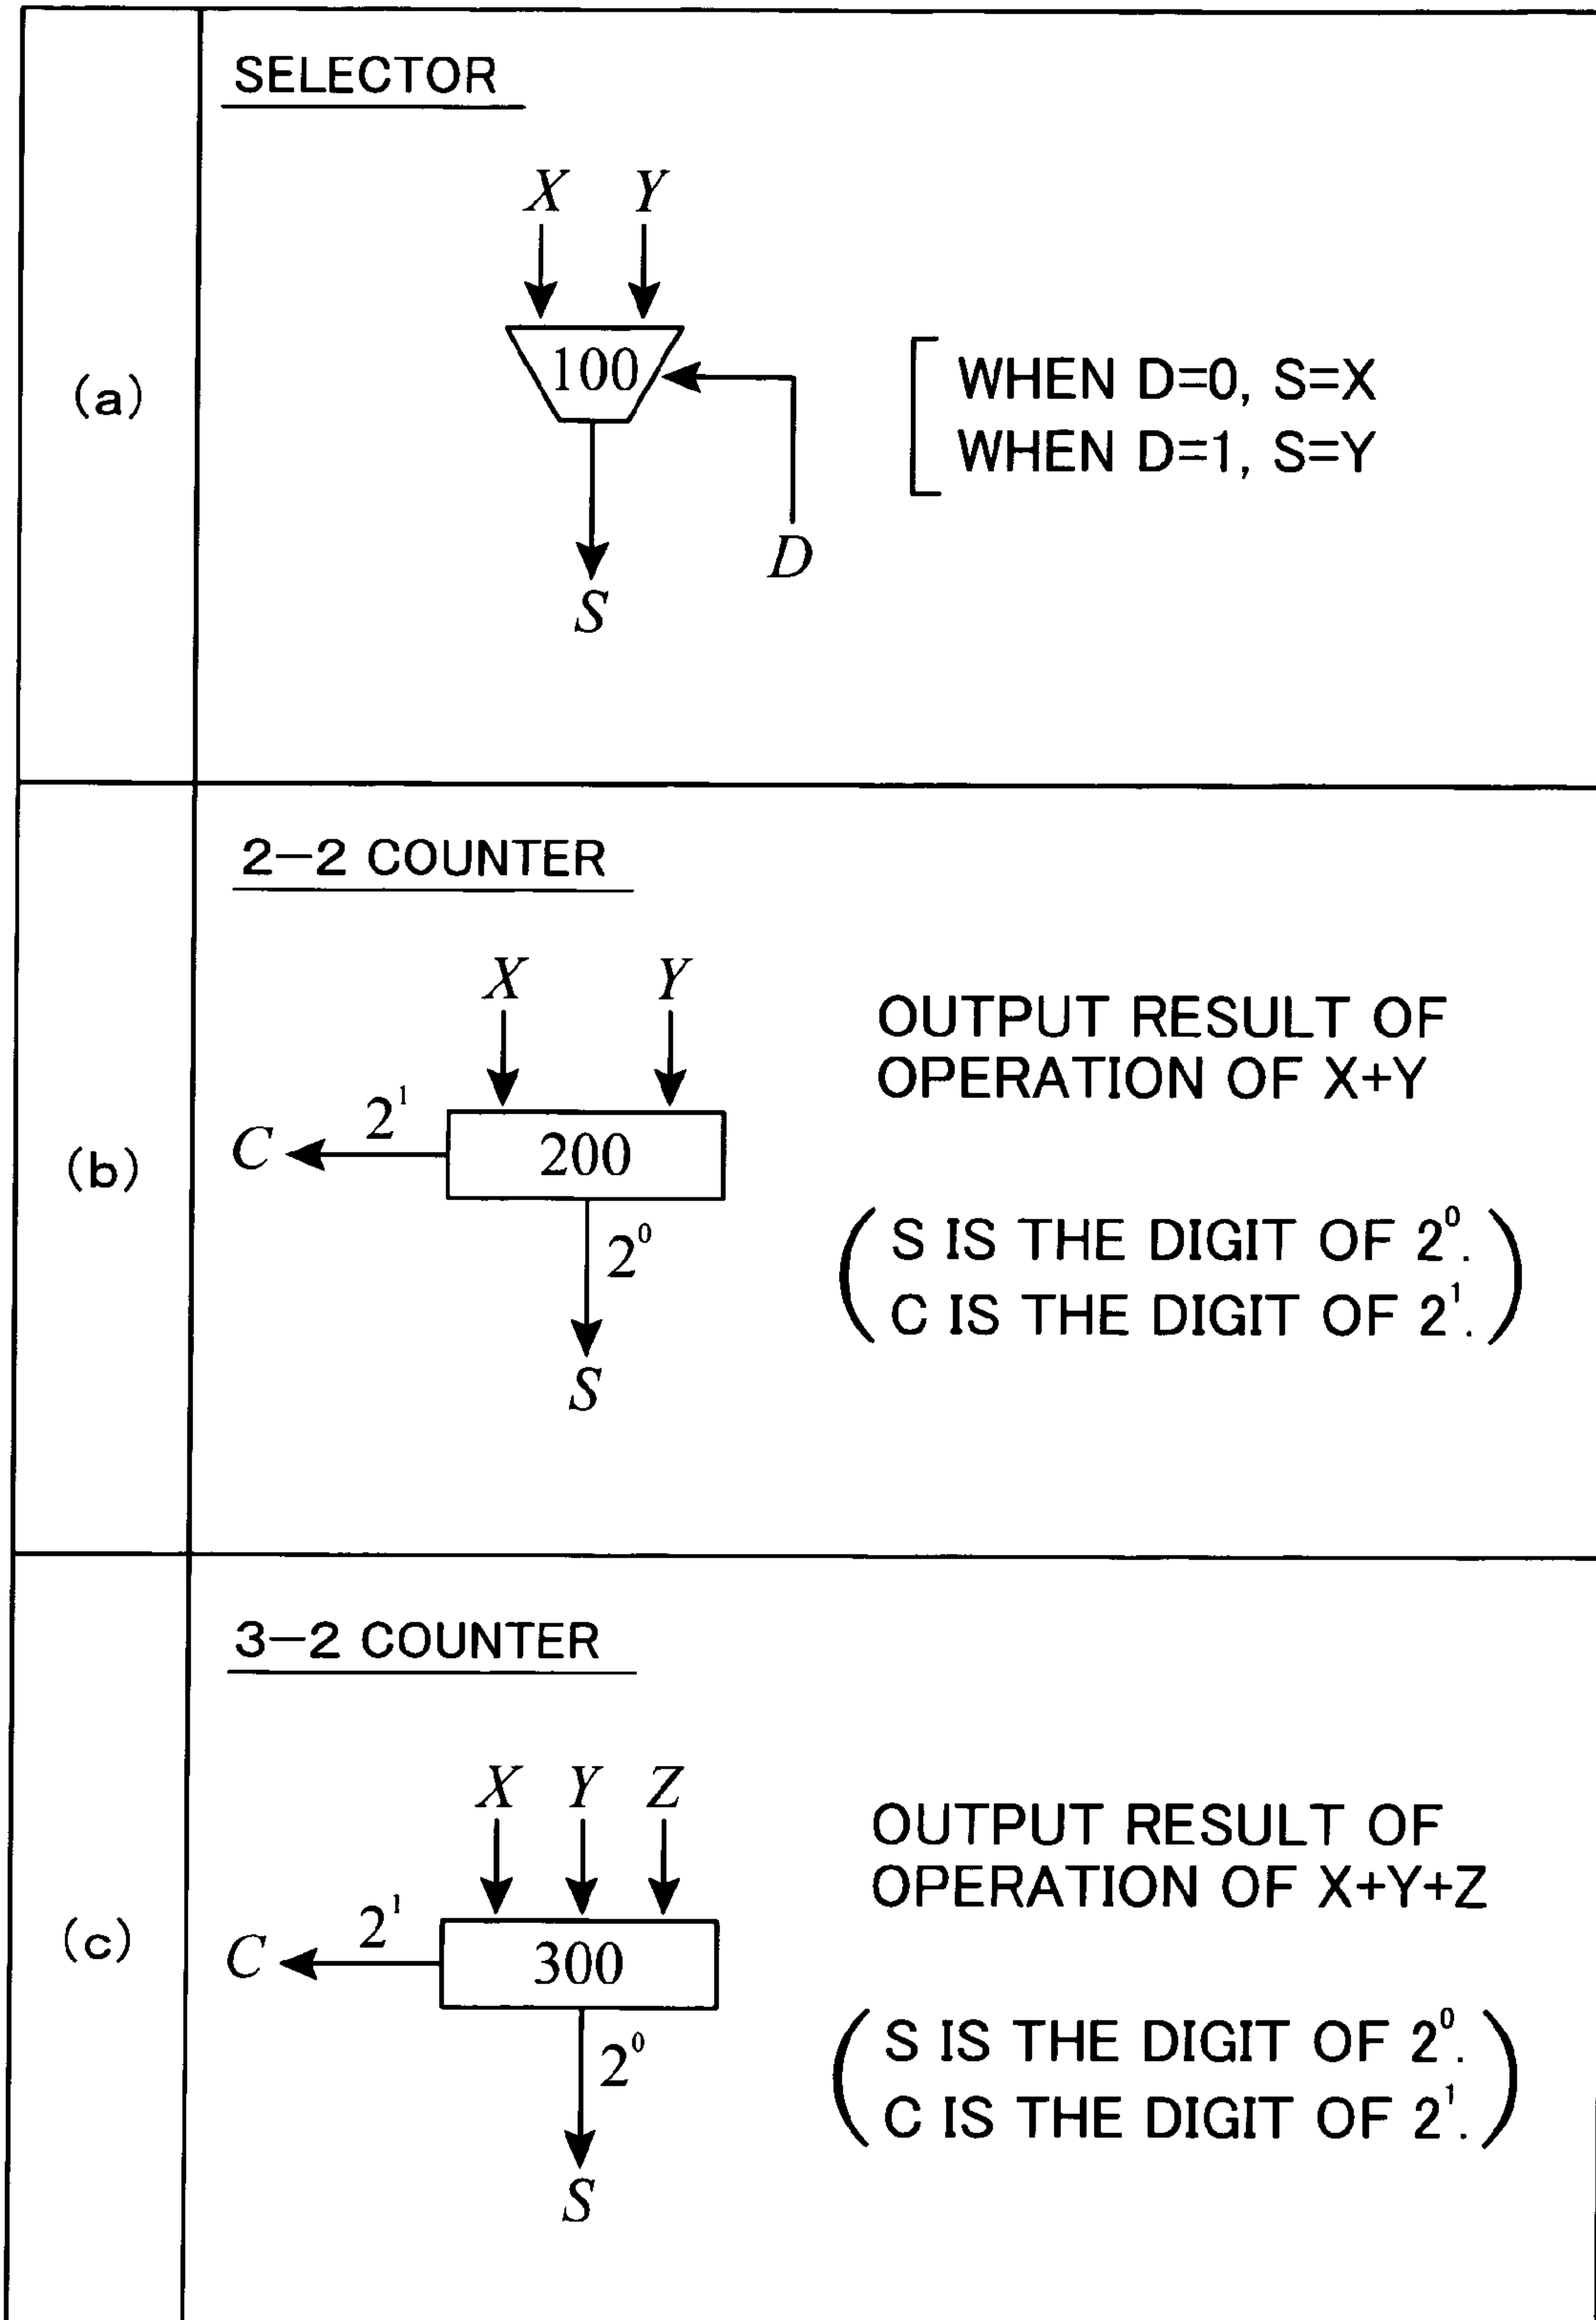 (a)
SELECTOR
X Y
100
WHEN D=0, S=X
WHEN D=1, S=Y
D
S
(b)
2-2 COUNTER
X Y
OUTPUT RESULT OF
OPERATION OF X+Y
C 2¹ 200
2⁰
(S IS THE DIGIT OF 2⁰.
C IS THE DIGIT OF 2¹.)
S
(c)
3-2 COUNTER
X Y Z
OUTPUT RESULT OF
OPERATION OF X+Y+Z
C 2¹ 300
2⁰
(S IS THE DIGIT OF 2⁰.
C IS THE DIGIT OF 2¹.)
S